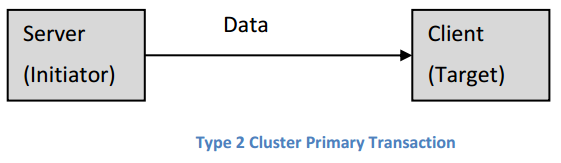 Server
(Initiator)
Data
Client
(Target)
Type 2 Cluster Primary Transaction